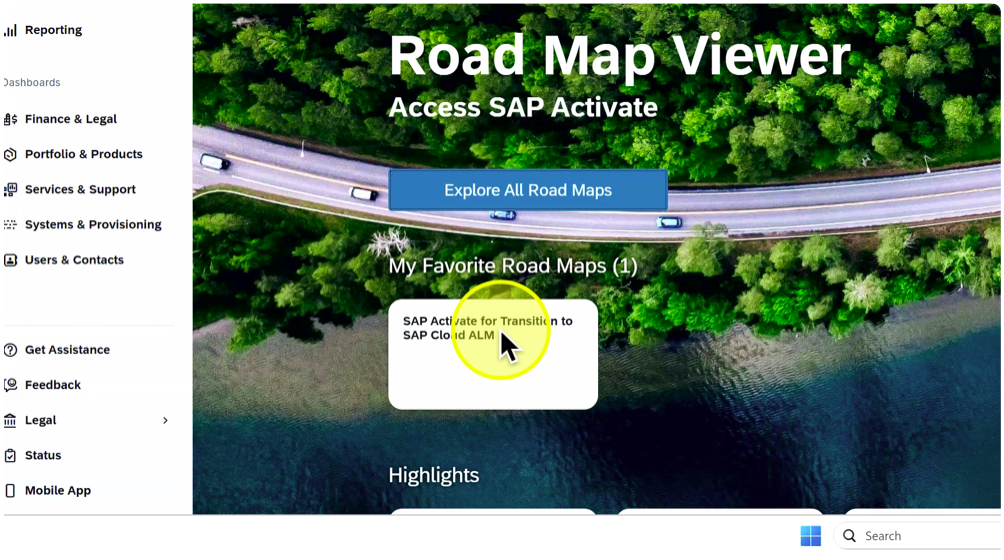 Reporting
Dashboards
Finance & Legal
Portfolio & Products
Services & Support
Systems & Provisioning
Users & Contacts
Get Assistance
Feedback
Legal
Status
Mobile App
Road Map Viewer
Access SAP Activate
Explore All Road Maps
My Favorite Road Maps (1)
SAP Activate for Transition to
SAP Cloud ALM
Highlights
Search